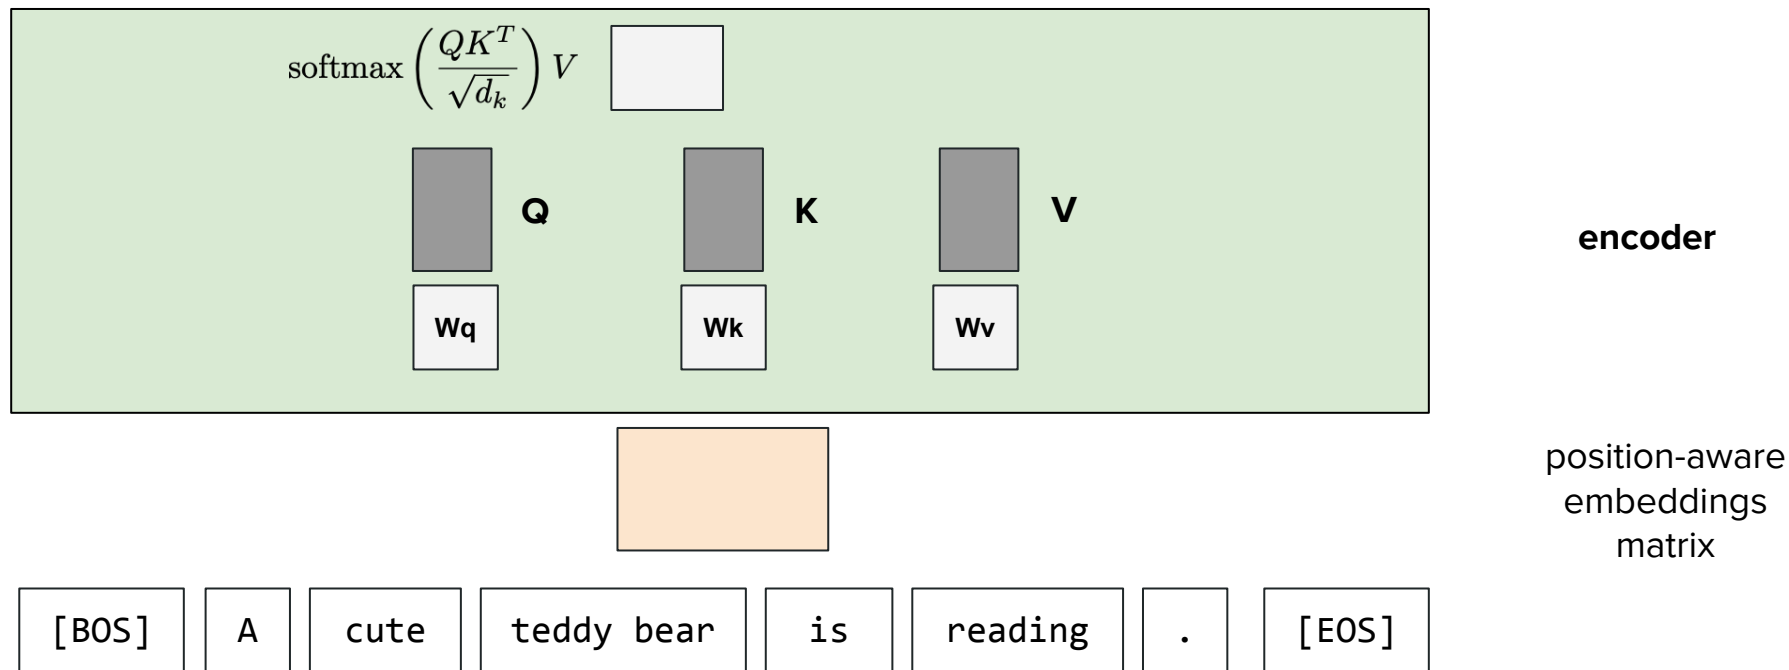 softmax(QK^T/√d_k)V
Q K V
encoder
Wq Wk Wv
position-aware
embeddings
matrix
[BOS] A cute teddy bear is reading . [EOS]